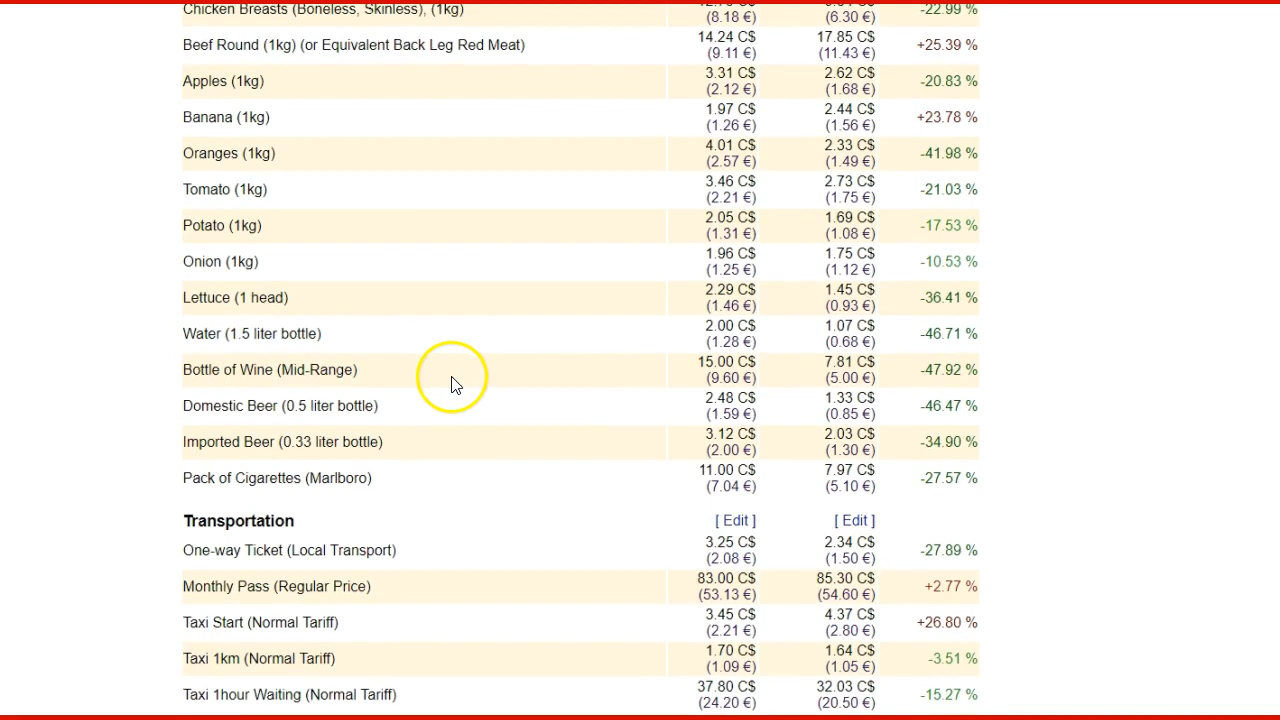 Chicken Breasts (Boneless, Skinless), (1kg) -22.99 %
(8.18 €) (6.30 €)
Beef Round (1kg) (or Equivalent Back Leg Red Meat) 14.24 C$ 17.85 C$ +25.39 %
(9.11 €) (11.43 €)
Apples (1kg) 3.31 C$ 2.62 C$ -20.83 %
(2.12 €) (1.68 €)
Banana (1kg) 1.97 C$ 2.44 C$ +23.78 %
(1.26 €) (1.56 €)
Oranges (1kg) 4.01 C$ 2.33 C$ -41.98 %
(2.57 €) (1.49 €)
Tomato (1kg) 3.46 C$ 2.73 C$ -21.03 %
(2.21 €) (1.75 €)
Potato (1kg) 2.05 C$ 1.69 C$ -17.53 %
(1.31 €) (1.08 €)
Onion (1kg) 1.96 C$ 1.75 C$ -10.53 %
(1.25 €) (1.12 €)
Lettuce (1 head) 2.29 C$ 1.45 C$ -36.41 %
(1.46 €) (0.93 €)
Water (1.5 liter bottle) 2.00 C$ 1.07 C$ -46.71 %
(1.28 €) (0.68 €)
Bottle of Wine (Mid-Range) 15.00 C$ 7.81 C$ -47.92 %
(9.60 €) (5.00 €)
Domestic Beer (0.5 liter bottle) 2.48 C$ 1.33 C$ -46.47 %
(1.59 €) (0.85 €)
Imported Beer (0.33 liter bottle) 3.12 C$ 2.03 C$ -34.90 %
(2.00 €) (1.30 €)
Pack of Cigarettes (Marlboro) 11.00 C$ 7.97 C$ -27.57 %
(7.04 €) (5.10 €)
Transportation [ Edit ] [ Edit ]
One-way Ticket (Local Transport) 3.25 C$ 2.34 C$ -27.89 %
(2.08 €) (1.50 €)
Monthly Pass (Regular Price) 83.00 C$ 85.30 C$ +2.77 %
(53.13 €) (54.60 €)
Taxi Start (Normal Tariff) 3.45 C$ 4.37 C$ +26.80 %
(2.21 €) (2.80 €)
Taxi 1km (Normal Tariff) 1.70 C$ 1.64 C$ -3.51 %
(1.09 €) (1.05 €)
Taxi 1hour Waiting (Normal Tariff) 37.80 C$ 32.03 C$ -15.27 %
(24.20 €) (20.50 €)